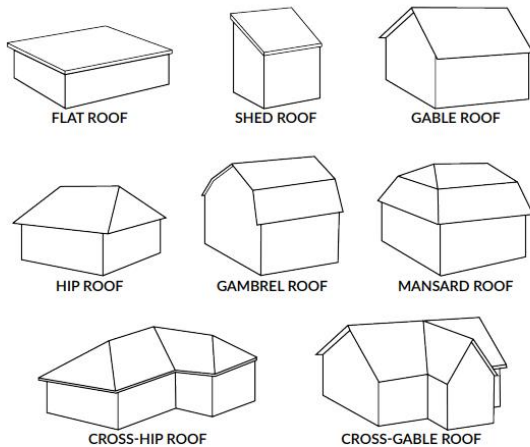 FLAT ROOF
SHED ROOF
GABLE ROOF
HIP ROOF
GAMBREL ROOF
MANSARD ROOF
CROSS-HIP ROOF
CROSS-GABLE ROOF